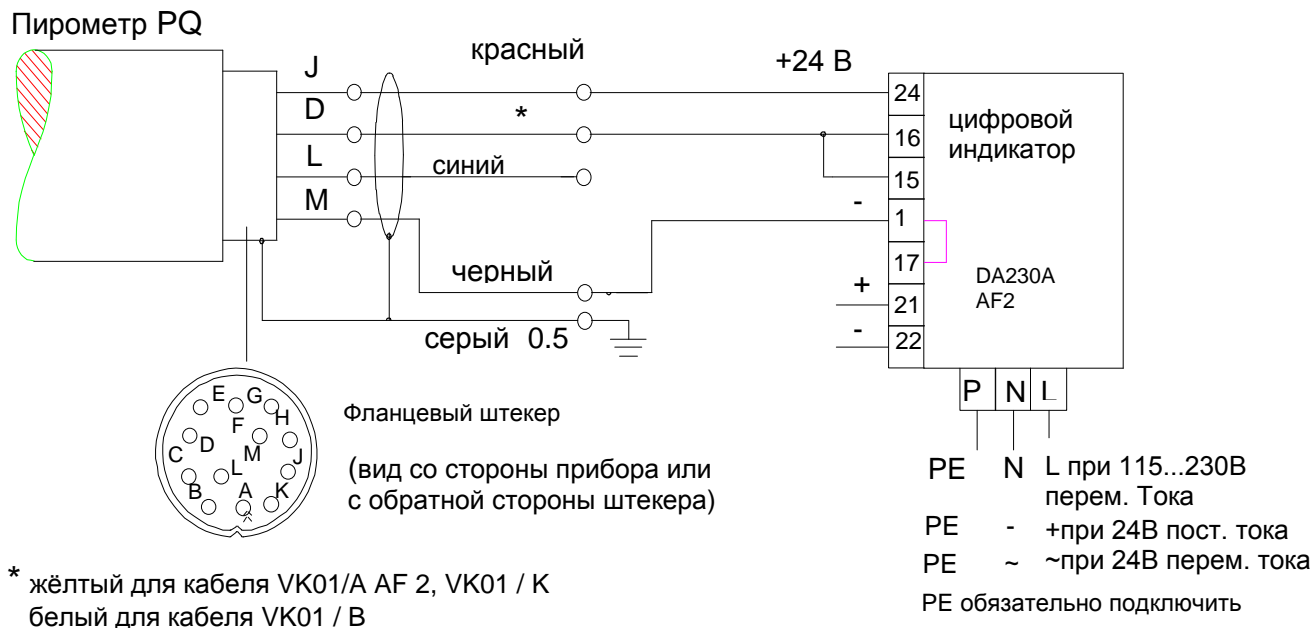 Пирометр PQ
J
красный
+24 В
24
D
*
16
цифровой
индикатор
L
синий
15
M
-
1
17
черный
DA230A
AF2
+
21
серый 0.5
-
22
P N L
E G
F H
C D M J
L
B A K
Фланцевый штекер
(вид со стороны прибора или
с обратной стороны штекера)
PE N L при 115...230В
перем. Тока
PE - +при 24В пост. тока
PE ~ ~при 24В перем. тока
PE обязательно подключить
* жёлтый для кабеля VK01/A AF 2, VK01 / K
белый для кабеля VK01 / B